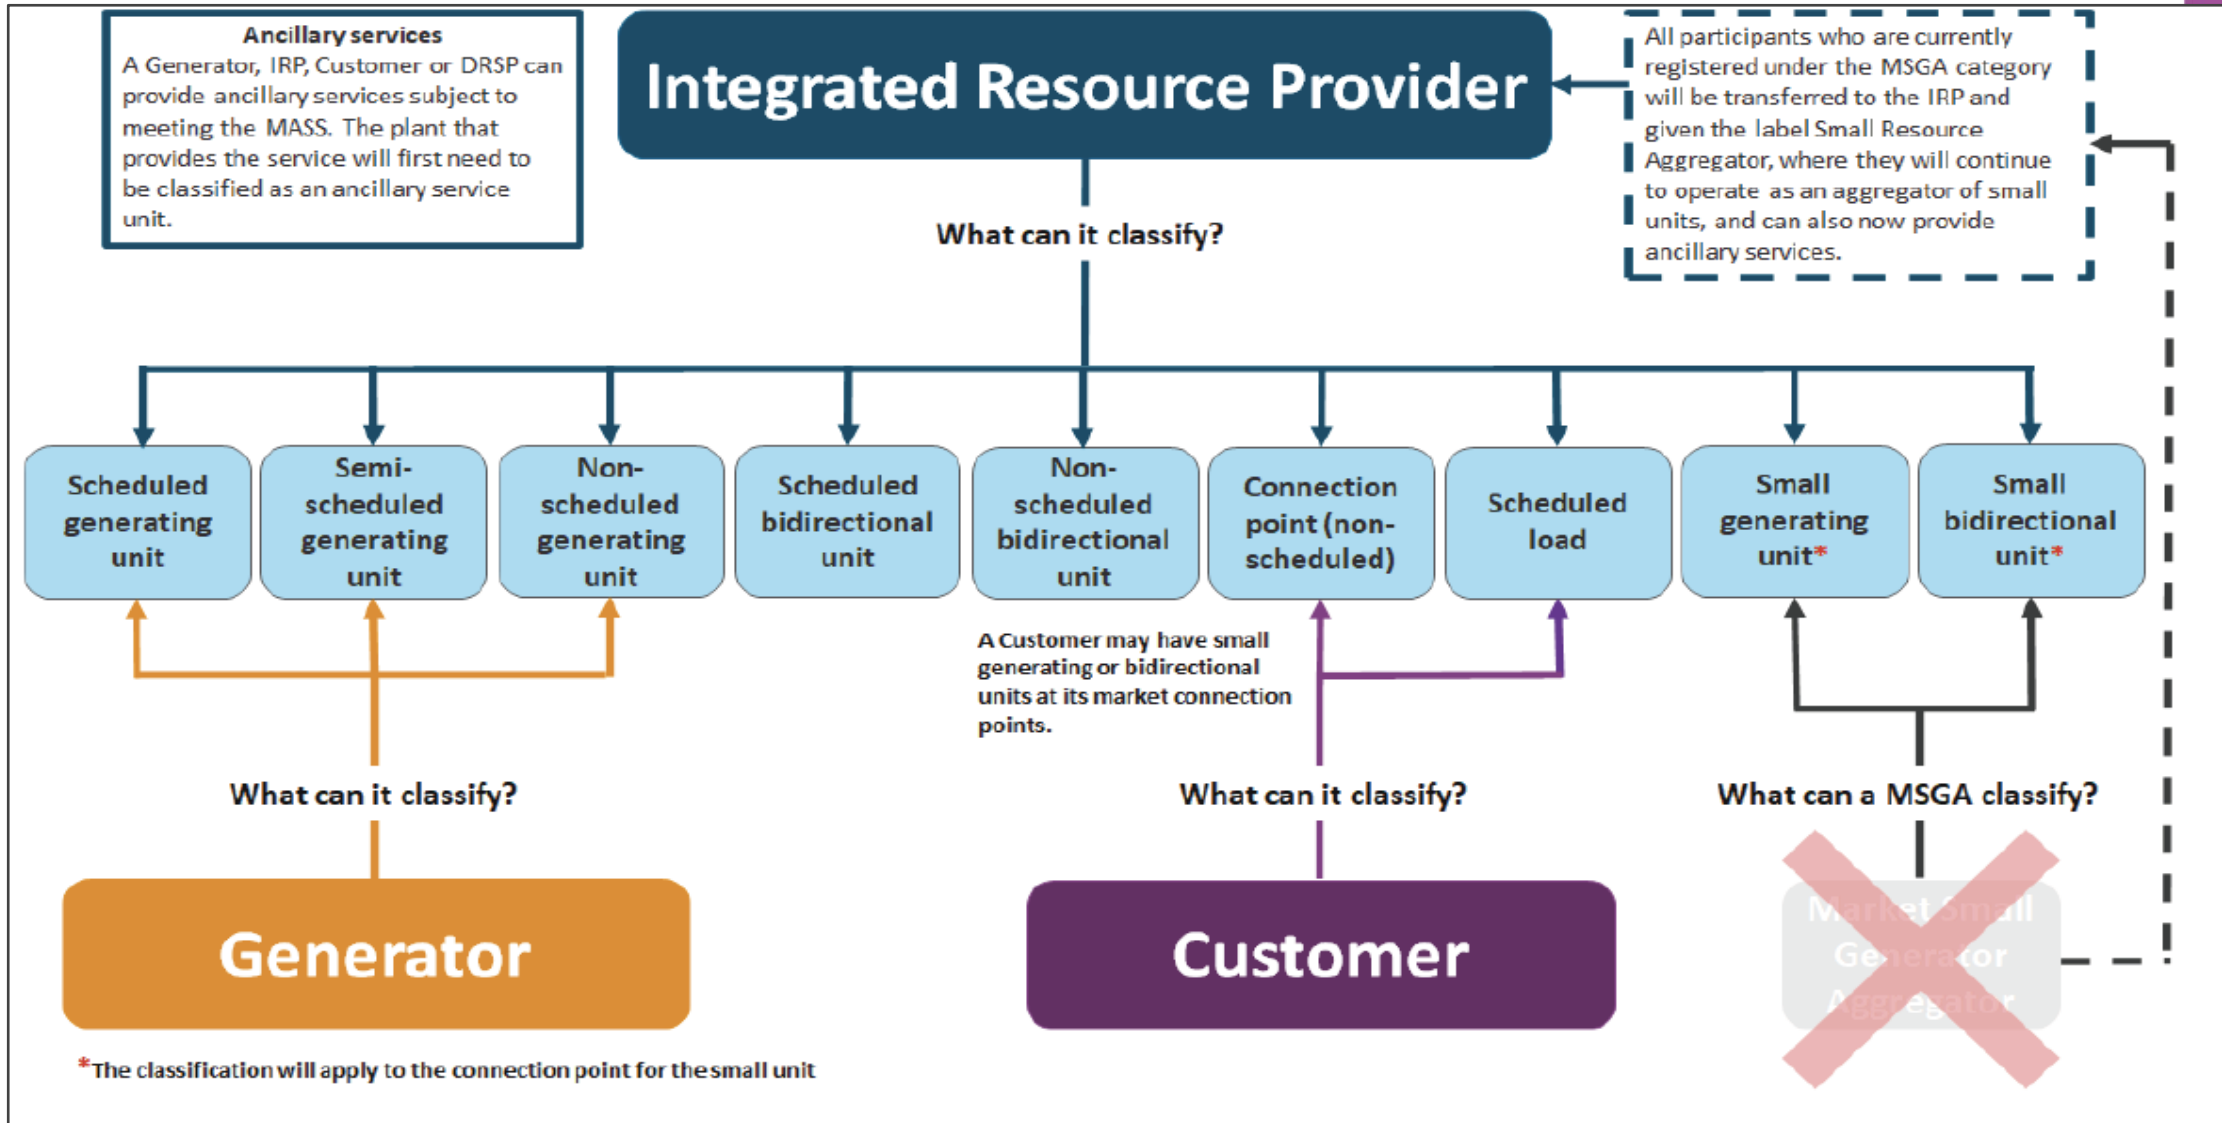 Ancillary services
A Generator, IRP, Customer or DRSP can
provide ancillary services subject to
meeting the MASS. The plant that
provides the service will first need to
be classified as an ancillary service
unit.
Integrated Resource Provider
All participants who are currently
registered under the MSGA category
will be transferred to the IRP and
given the label Small Resource
Aggregator, where they will continue
to operate as an aggregator of small
units, and can also now provide
ancillary services.
What can it classify?
Scheduled
generating
unit
Semi-
scheduled
generating
unit
Non-
scheduled
generating
unit
Scheduled
bidirectional
unit
Non-
scheduled
bidirectional
unit
Connection
point (non-
scheduled)
Scheduled
load
Small
generating
unit*
Small
bidirectional
unit*
A Customer may have small
generating or bidirectional
units at its market connection
points.
What can it classify?
What can it classify?
What can a MSGA classify?
Generator
Customer
Market Small
Generator
Aggregator
*The classification will apply to the connection point for the small unit